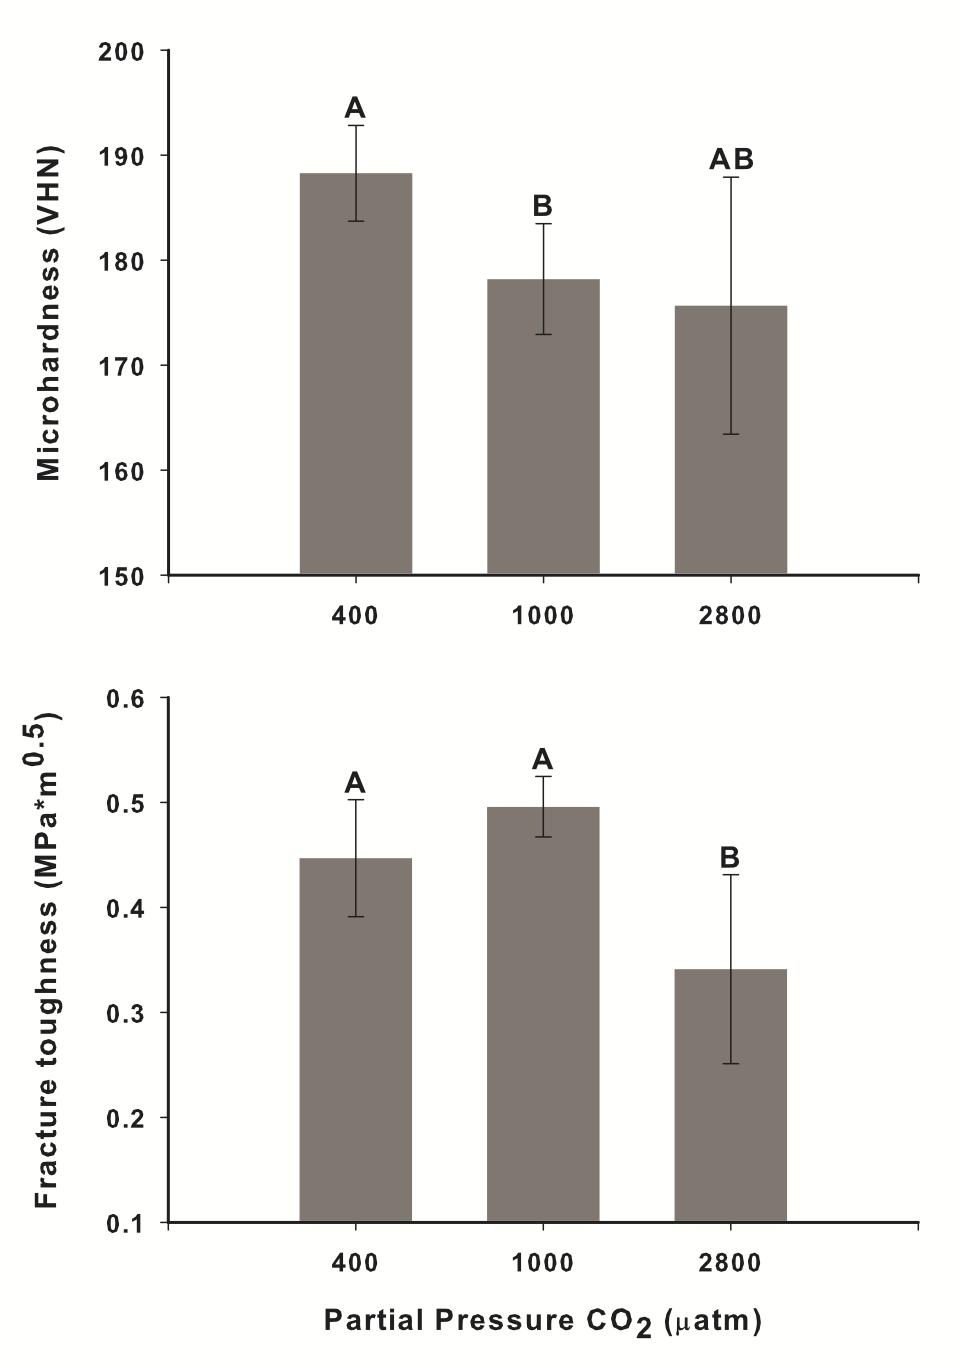 200
190
180
170
160
150
Microhardness (VHN)
A
B
AB
400 1000 2800
0.6
0.5
0.4
0.3
0.2
0.1
Fracture toughness (MPa*m0.5)
A
A
B
400 1000 2800
Partial Pressure CO2 (µatm)